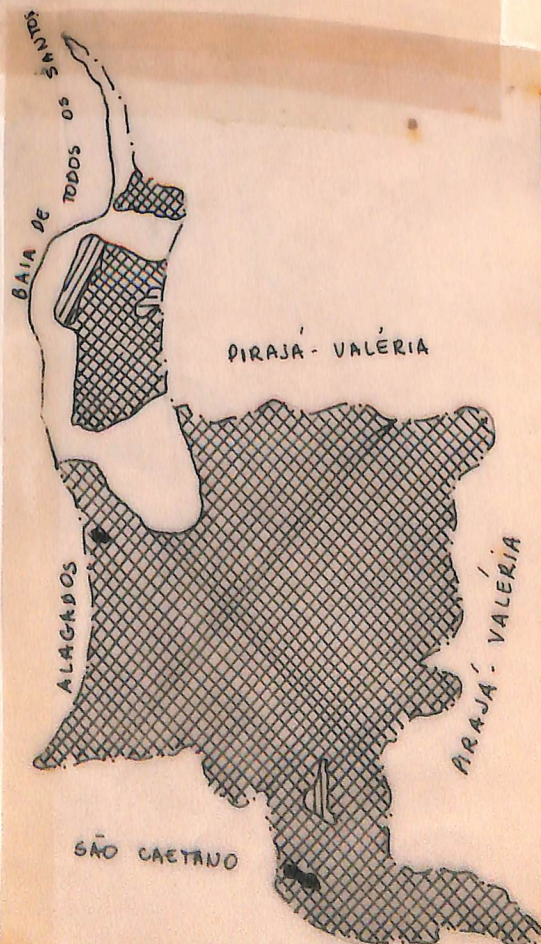 BAIA DE TODOS OS SANTOS
PIRAJÁ - VALÉRIA
ALAGADOS
PIRAJÁ - VALÉRIA
SÃO CAETANO